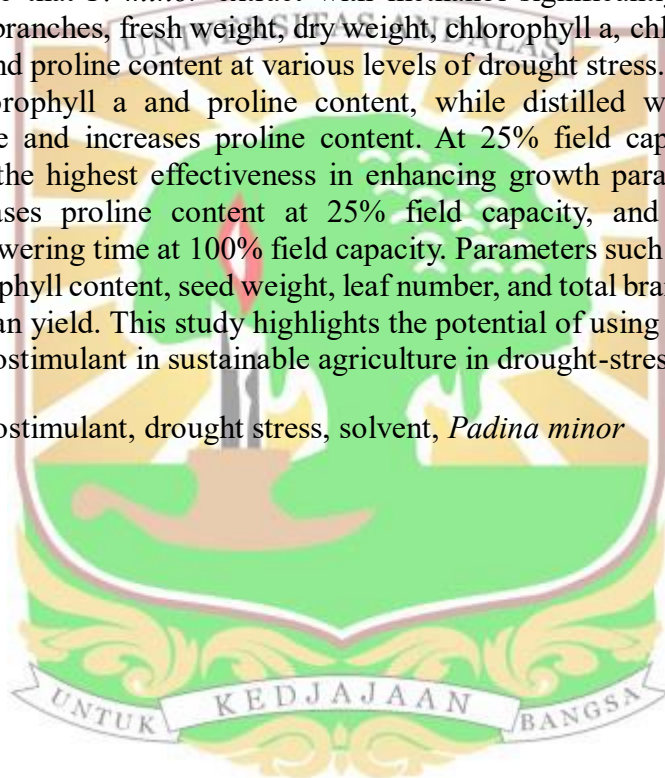 that P. minor extract with methanol significantly
UNIVERSITAS ANDALAS
branches, fresh weight, dry weight, chlorophyll a, chl
nd proline content at various levels of drought stress.
orophyll a and proline content, while distilled w
e and increases proline content. At 25% field cap
the highest effectiveness in enhancing growth para
ases proline content at 25% field capacity, and
wering time at 100% field capacity. Parameters such
phyll content, seed weight, leaf number, and total bran
an yield. This study highlights the potential of using
ostimulant in sustainable agriculture in drought-stres
ostimulant, drought stress, solvent, Padina minor
UNTUK KEDJAJAAN BANGSA